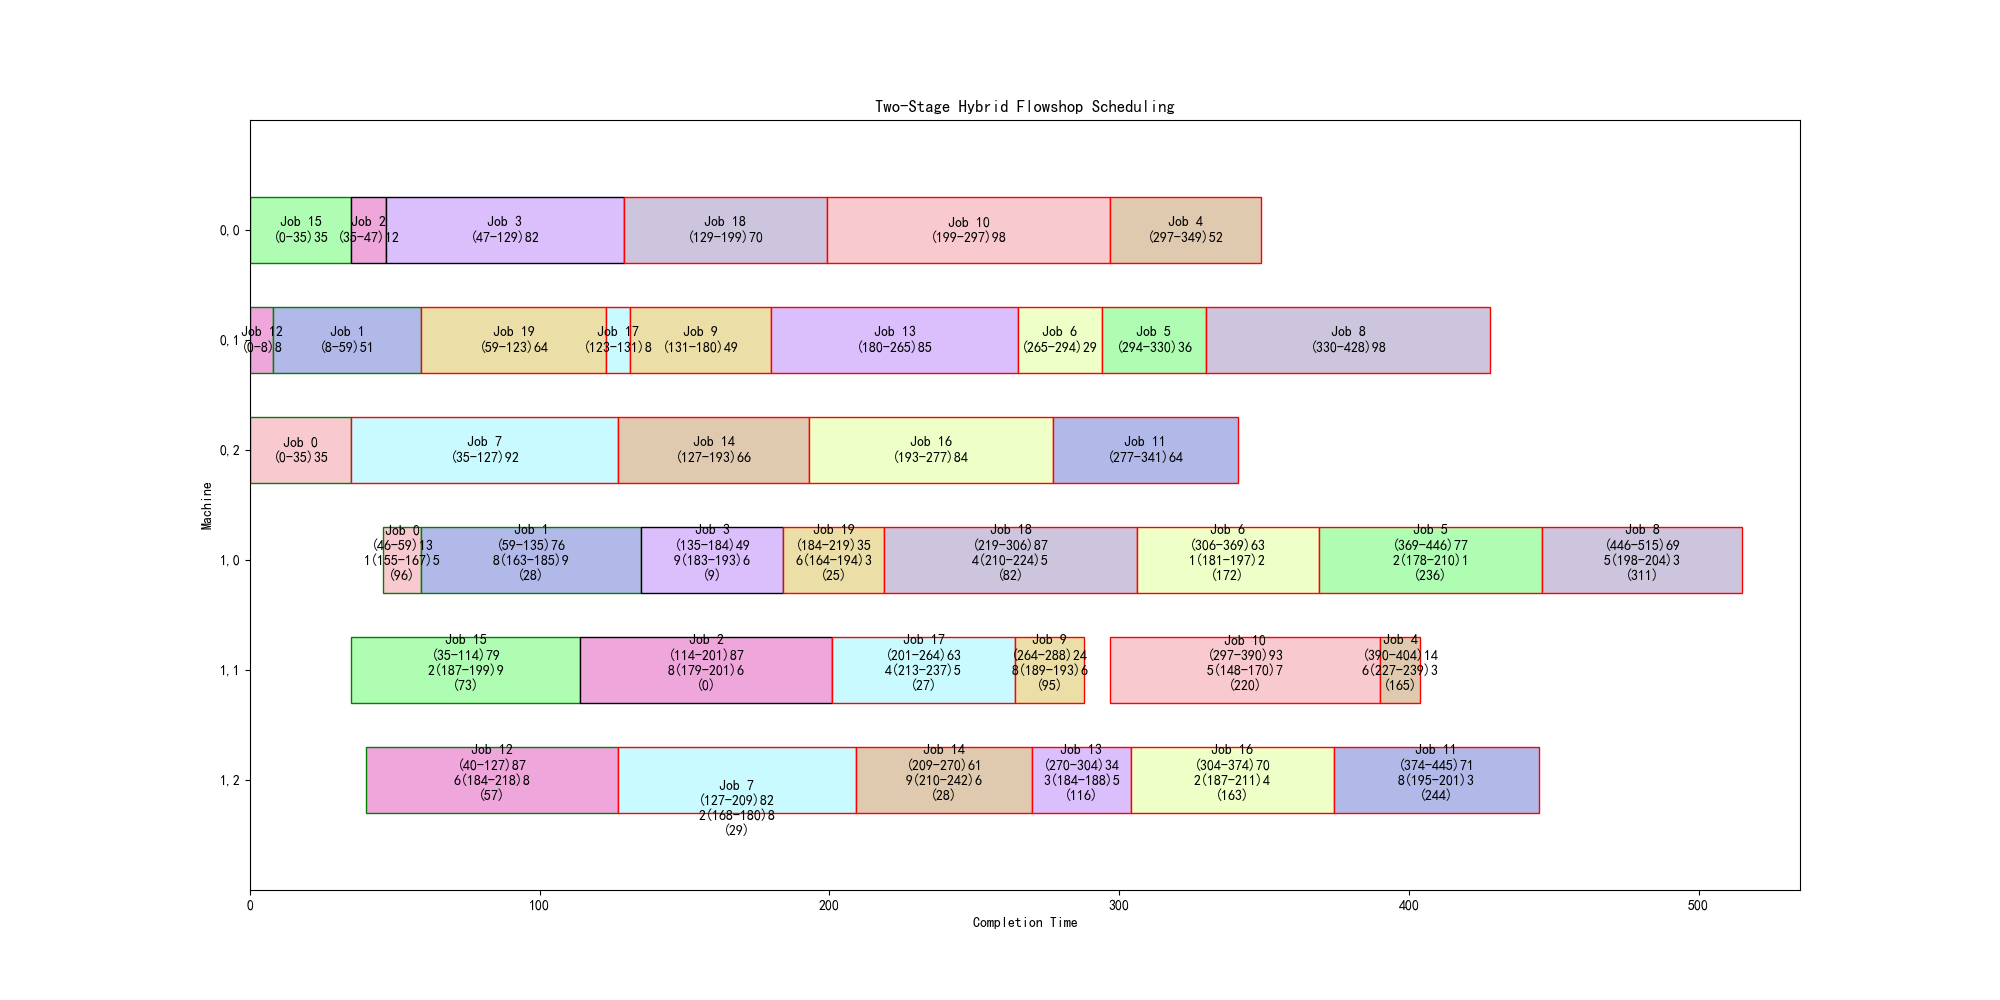 Two-Stage Hybrid Flowshop Scheduling
Machine
0,0
Job 15
(0-35)35
Job 2
(35-47)12
Job 3
(47-129)82
Job 18
(129-199)70
Job 10
(199-297)98
Job 4
(297-349)52
0,1
Job 12
(0-8)8
Job 1
(8-59)51
Job 19
(59-123)64
Job 17
(123-131)8
Job 9
(131-180)49
Job 13
(180-265)85
Job 6
(265-294)29
Job 5
(294-330)36
Job 8
(330-428)98
0,2
Job 0
(0-35)35
Job 7
(35-127)92
Job 14
(127-193)66
Job 16
(193-277)84
Job 11
(277-341)64
1,0
Job 0
(46-59)13
1(155-167)5
(96)
Job 1
(59-135)76
8(163-185)9
(28)
Job 3
(135-184)49
9(183-193)6
(9)
Job 19
(184-219)35
6(164-194)3
(25)
Job 18
(219-306)87
4(210-224)5
(82)
Job 6
(306-369)63
1(181-197)2
(172)
Job 5
(369-446)77
2(178-210)1
(236)
Job 8
(446-515)69
5(198-204)3
(311)
1,1
Job 15
(35-114)79
2(187-199)9
(73)
Job 2
(114-201)87
8(179-201)6
(0)
Job 17
(201-264)63
4(213-237)5
(27)
Job 9
(264-288)24
8(189-193)6
(95)
Job 10
(297-390)93
5(148-170)7
(220)
Job 4
(390-404)14
6(227-239)3
(165)
1,2
Job 12
(40-127)87
6(184-218)8
(57)
Job 7
(127-209)82
2(168-180)8
(29)
Job 14
(209-270)61
9(210-242)6
(28)
Job 13
(270-304)34
3(184-188)5
(116)
Job 16
(304-374)70
2(187-211)4
(163)
Job 11
(374-445)71
8(195-201)3
(244)
0
100
200
300
400
500
Completion Time